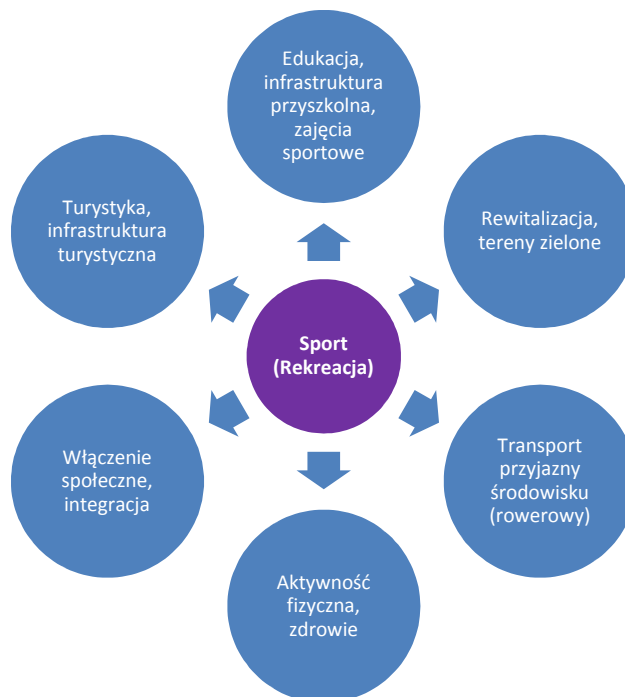 Edukacja,
infrastruktura
przyszkolna,
zajęcia
sportowe
Turystyka,
infrastruktura
turystyczna
Rewitalizacja,
tereny zielone
Sport
(Rekreacja)
Włączenie
społeczne,
integracja
Transport
przyjazny
środowisku
(rowerowy)
Aktywność
fizyczna,
zdrowie